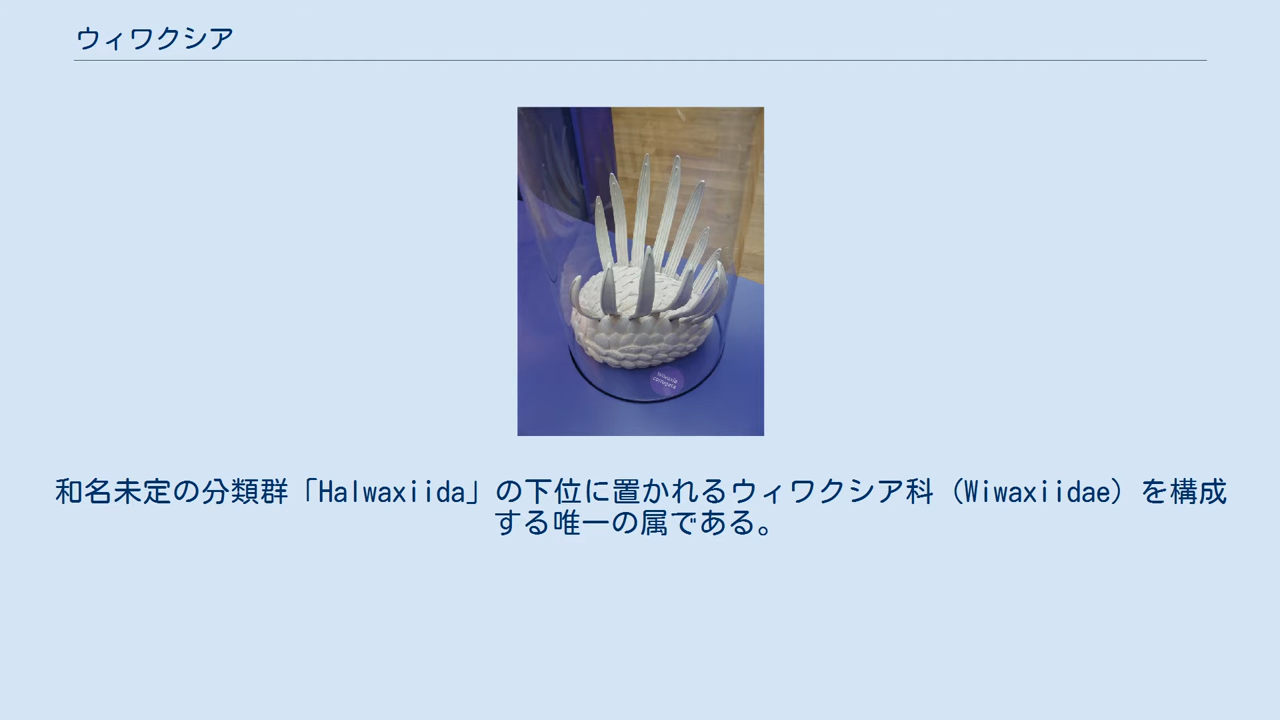 ウィワクシア
Wiwaxia
corrugata
和名未定の分類群「Halwaxiida」の下位に置かれるウィワクシア科（Wiwaxiidae）を構成
する唯一の属である。